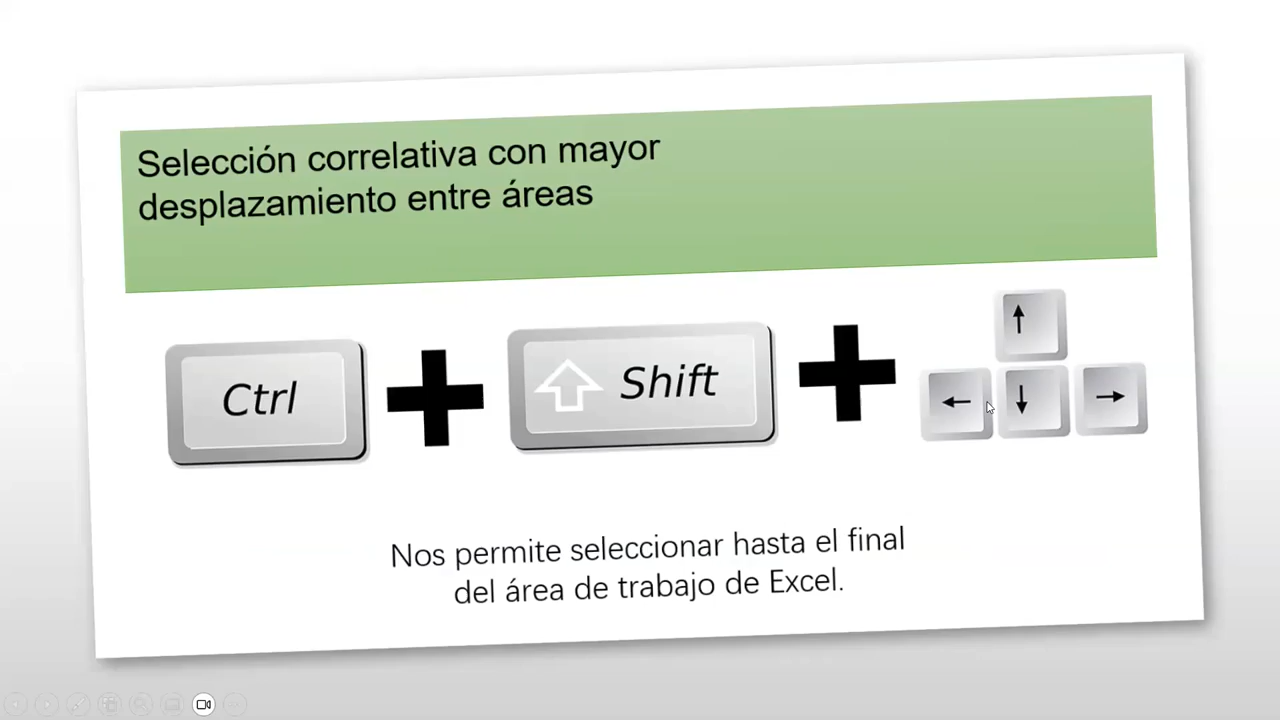 Selección correlativa con mayor
desplazamiento entre áreas
Ctrl + Shift + ↑
← ↓ →
Nos permite seleccionar hasta el final
del área de trabajo de Excel.